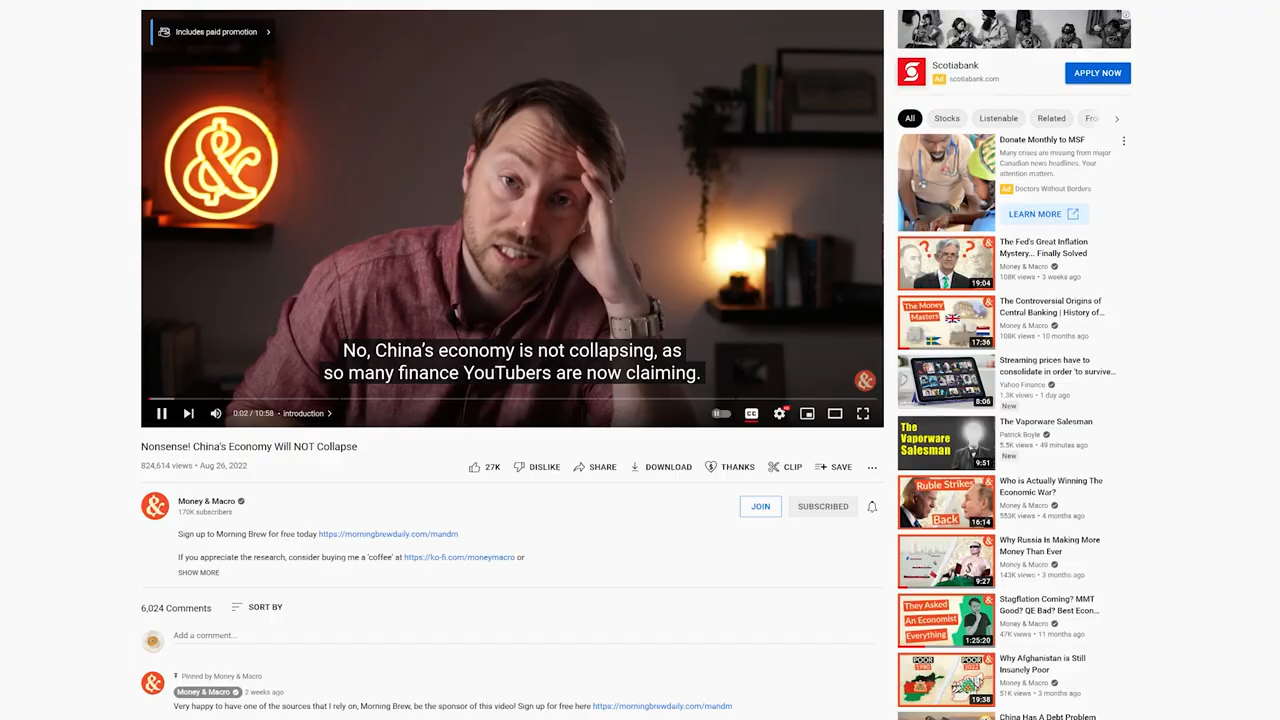 Includes paid promotion
No, China's economy is not collapsing, as
so many finance YouTubers are now claiming.
0:02 / 10:58 • Introduction
CC
Nonsense! China's Economy Will NOT Collapse
824,614 views • Aug 26, 2022
27K
DISLIKE
SHARE
DOWNLOAD
THANKS
CLIP
SAVE
Money & Macro
170K subscribers
JOIN
SUBSCRIBED
Sign up to Morning Brew for free today https://morningbrewdaily.com/mandm
If you appreciate the research, consider buying me a 'coffee' at https://ko-fi.com/moneymacro or
SHOW MORE
6,024 Comments
SORT BY
Add a comment...
Pinned by Money & Macro
Money & Macro 2 weeks ago
Very happy to have one of the sources that I rely on, Morning Brew, be the sponsor of this video! Sign up for free here https://morningbrewdaily.com/mandm
Scotiabank
Ad scotiabank.com
APPLY NOW
All
Stocks
Listenable
Related
Fro
Donate Monthly to MSF
Many crises are missing from major
Canadian news headlines. Your
attention matters.
Ad Doctors Without Borders
LEARN MORE
19:04
The Fed's Great Inflation
Mystery... Finally Solved
Money & Macro
108K views • 3 weeks ago
The Money
Masters
17:36
The Controversial Origins of
Central Banking | History of...
Money & Macro
108K views • 10 months ago
8:06
Streaming prices have to
consolidate in order 'to survive...
Yahoo Finance
1.3K views • 1 day ago
New
The
Vaporware
Salesman
9:51
The Vaporware Salesman
Patrick Boyle
5.5K views • 49 minutes ago
New
Ruble Strikes
Back
16:14
Who is Actually Winning The
Economic War?
Money & Macro
553K views • 4 months ago
9:27
Why Russia Is Making More
Money Than Ever
Money & Macro
143K views • 3 months ago
They Asked
An Economist
Everything
1:25:20
Stagflation Coming? MMT
Good? QE Bad? Best Econ...
Money & Macro
47K views • 11 months ago
POOR
1980
POOR
2022
19:38
Why Afghanistan is Still
Insanely Poor
Money & Macro
51K views • 3 months ago
China Has A Debt Problem